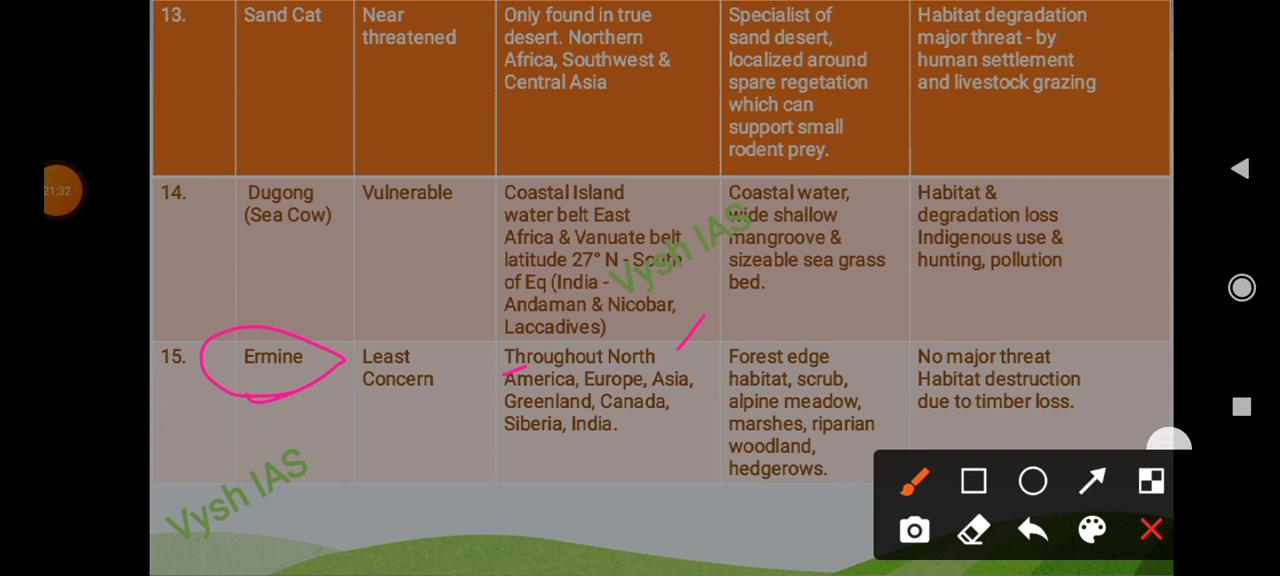 13.
Sand Cat
Near
threatened
Only found in true
desert. Northern
Africa, Southwest &
Central Asia
Specialist of
sand desert,
localized around
spare regetation
which can
support small
rodent prey.
Habitat degradation
major threat - by
human settlement
and livestock grazing
21:32
14.
Dugong
(Sea Cow)
Vulnerable
Coastal Island
water belt East
Africa & Vanuate belt
latitude 27° N - South
of Eq (India -
Andaman & Nicobar,
Laccadives)
Coastal water,
wide shallow
mangroove &
sizeable sea grass
bed.
Habitat &
degradation loss
Indigenous use &
hunting, pollution
Vysh IAS
15.
Ermine
Least
Concern
Throughout North
America, Europe, Asia,
Greenland, Canada,
Siberia, India.
Forest edge
habitat, scrub,
alpine meadow,
marshes, riparian
woodland,
hedgerows.
No major threat
Habitat destruction
due to timber loss.
Vysh IAS